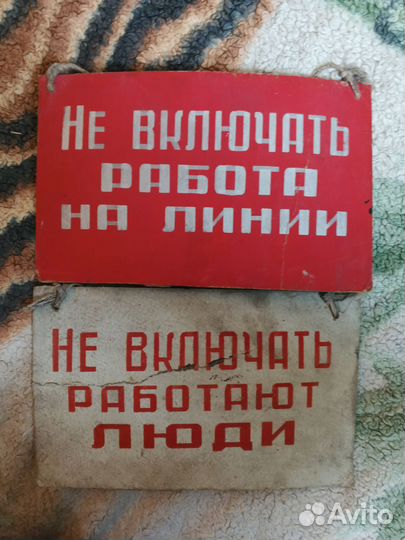 Не включать
работа
на линии
Не включать
работают
люди
Avito